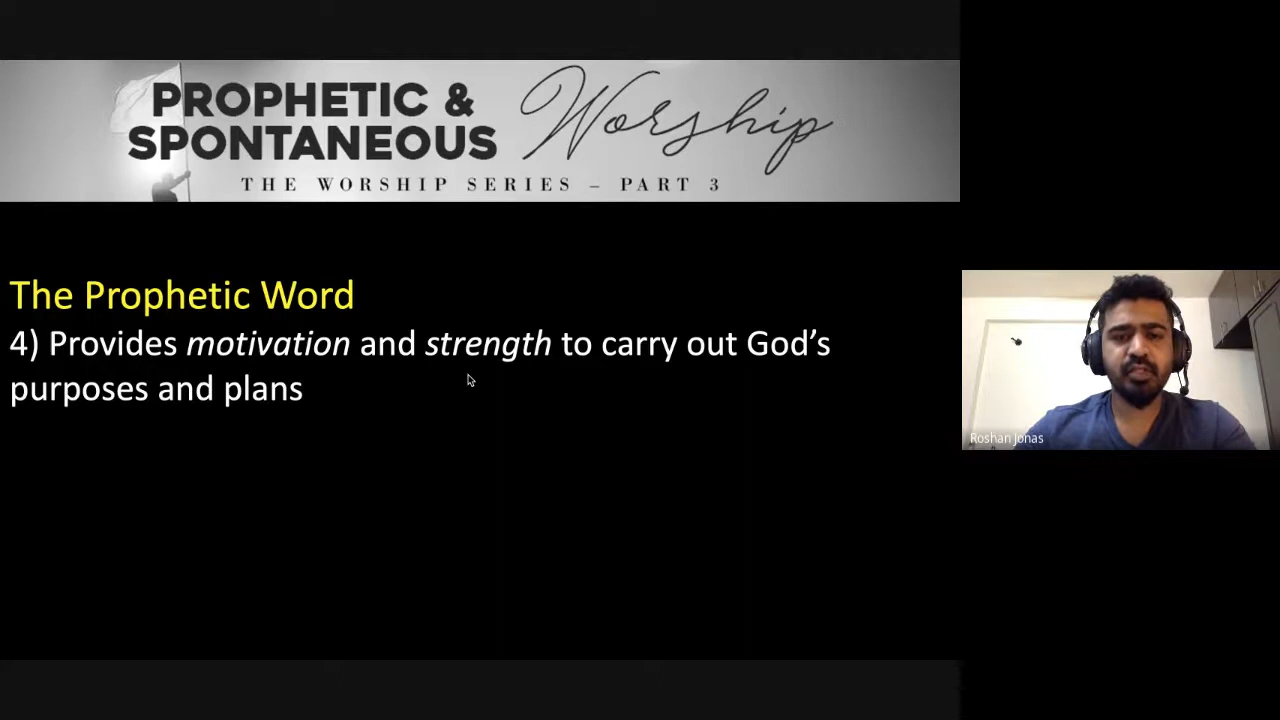 PROPHETIC &
SPONTANEOUS
Worship
THE WORSHIP SERIES – PART 3
The Prophetic Word
4) Provides motivation and strength to carry out God’s
purposes and plans
Roshan Jonas